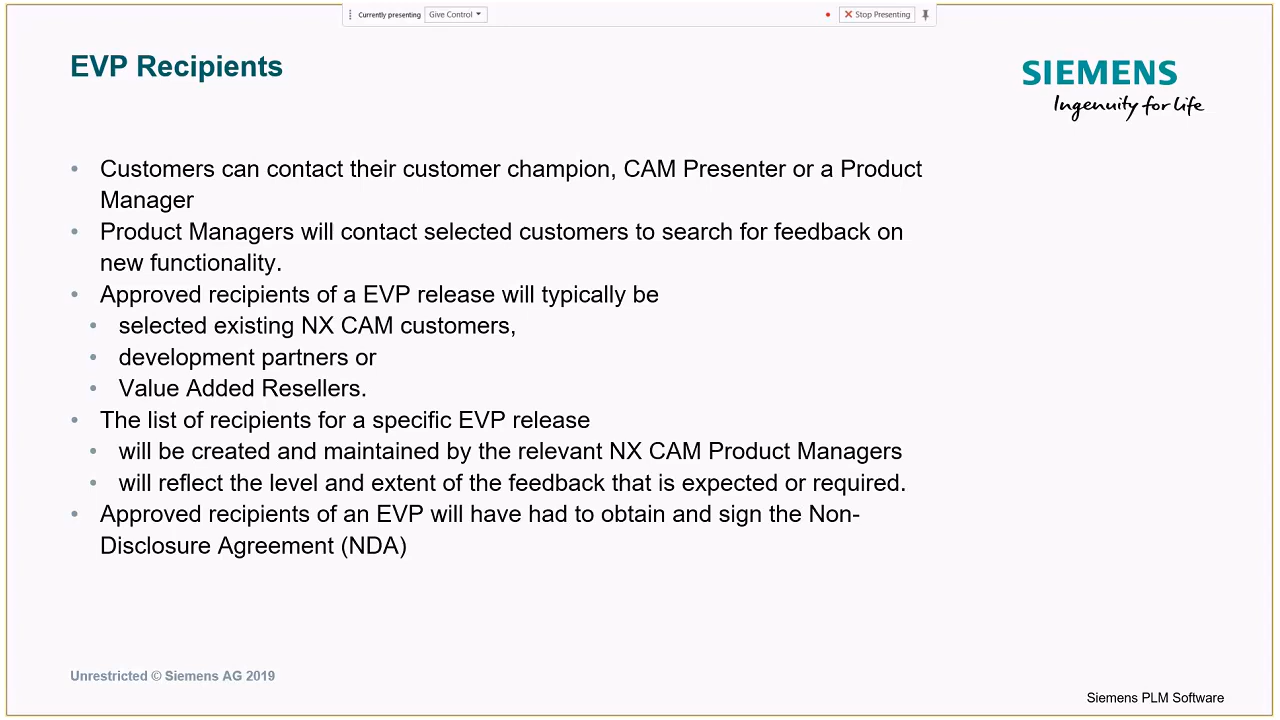 Currently presenting Give Control Stop Presenting
EVP Recipients
SIEMENS
Ingenuity for life
• Customers can contact their customer champion, CAM Presenter or a Product
Manager
• Product Managers will contact selected customers to search for feedback on
new functionality.
• Approved recipients of a EVP release will typically be
• selected existing NX CAM customers,
• development partners or
• Value Added Resellers.
• The list of recipients for a specific EVP release
• will be created and maintained by the relevant NX CAM Product Managers
• will reflect the level and extent of the feedback that is expected or required.
• Approved recipients of an EVP will have had to obtain and sign the Non-
Disclosure Agreement (NDA)
Unrestricted © Siemens AG 2019
Siemens PLM Software